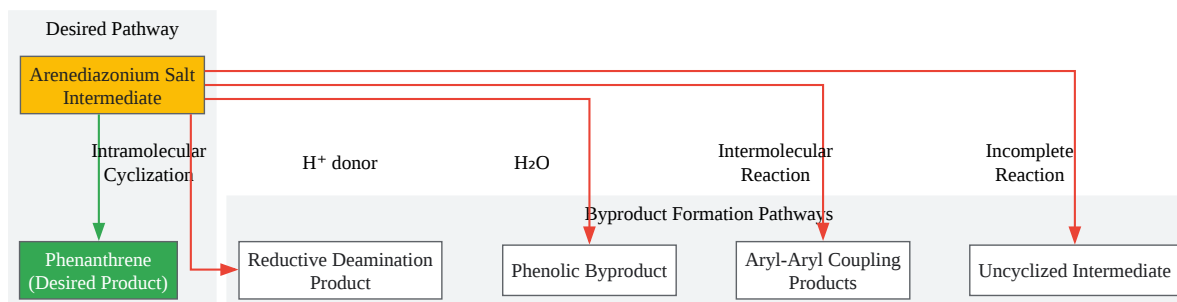 Desired Pathway
Arenediazonium Salt
Intermediate
Intramolecular
Cyclization
H⁺ donor
H₂O
Intermolecular
Reaction
Incomplete
Reaction
Byproduct Formation Pathways
Phenanthrene
(Desired Product)
Reductive Deamination
Product
Phenolic Byproduct
Aryl-Aryl Coupling
Products
Uncyclized Intermediate